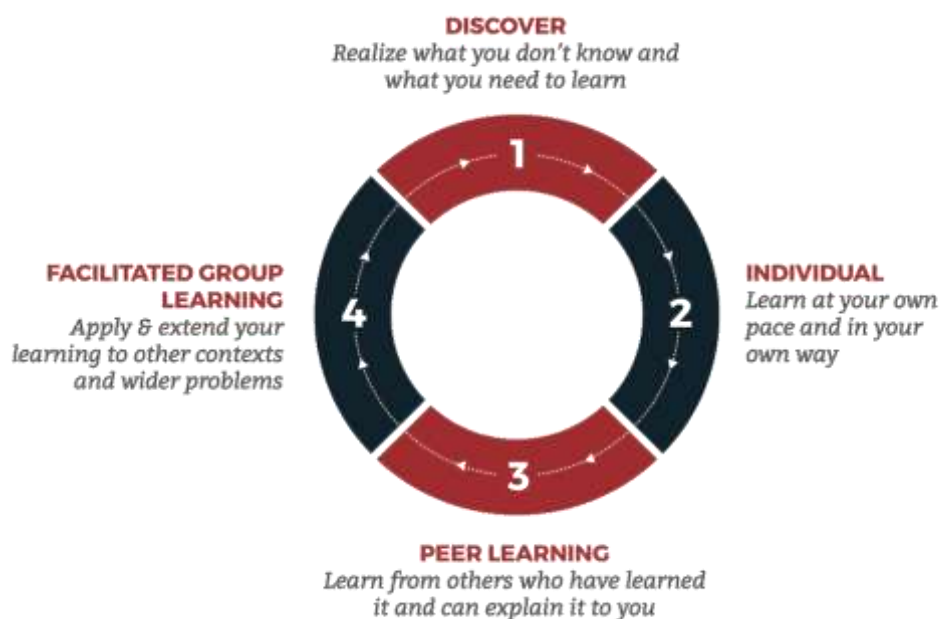 DISCOVER
Realize what you don't know and
what you need to learn
1
INDIVIDUAL
Learn at your own
pace and in your
own way
2
PEER LEARNING
Learn from others who have learned
it and can explain it to you
3
FACILITATED GROUP
LEARNING
Apply & extend your
learning to other contexts
and wider problems
4